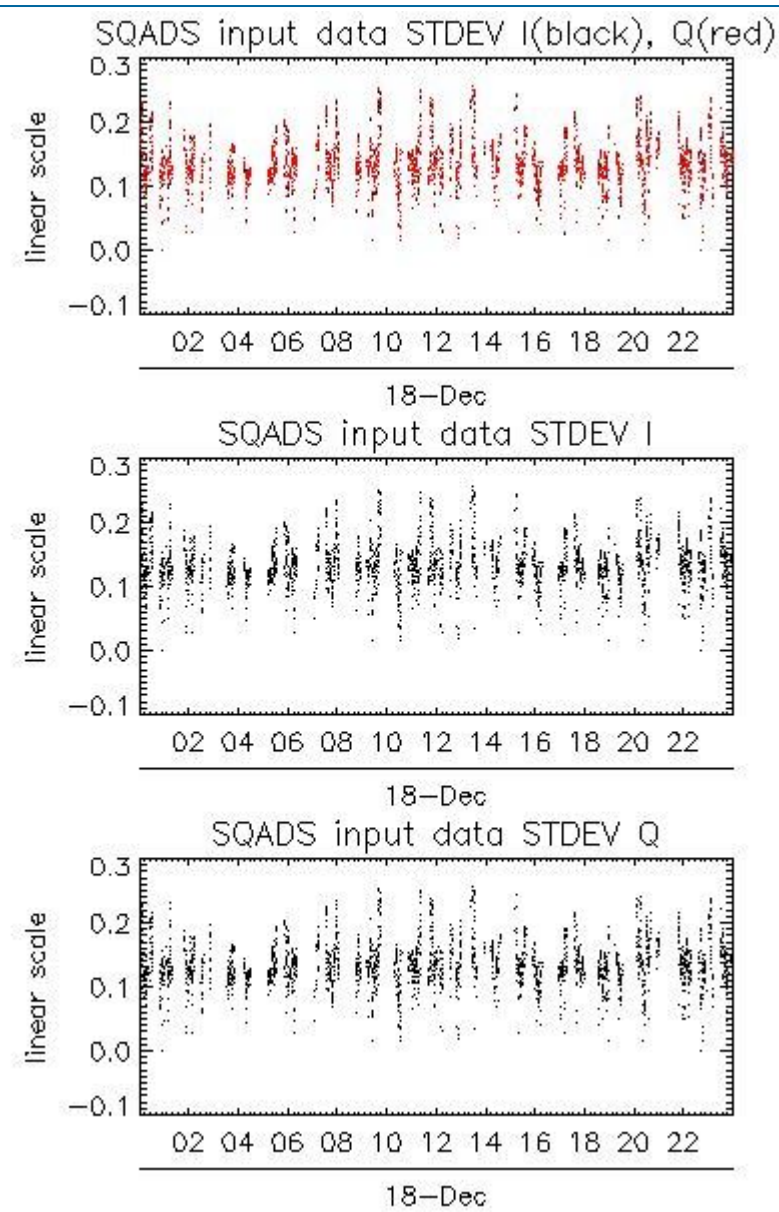 SQADS input data STDEV I(black), Q(red)
0.3
0.2
0.1
0.0
−0.1
linear scale
02 04 06 08 10 12 14 16 18 20 22
18−Dec
SQADS input data STDEV I
0.3
0.2
0.1
0.0
−0.1
linear scale
02 04 06 08 10 12 14 16 18 20 22
18−Dec
SQADS input data STDEV Q
0.3
0.2
0.1
0.0
−0.1
linear scale
02 04 06 08 10 12 14 16 18 20 22
18−Dec